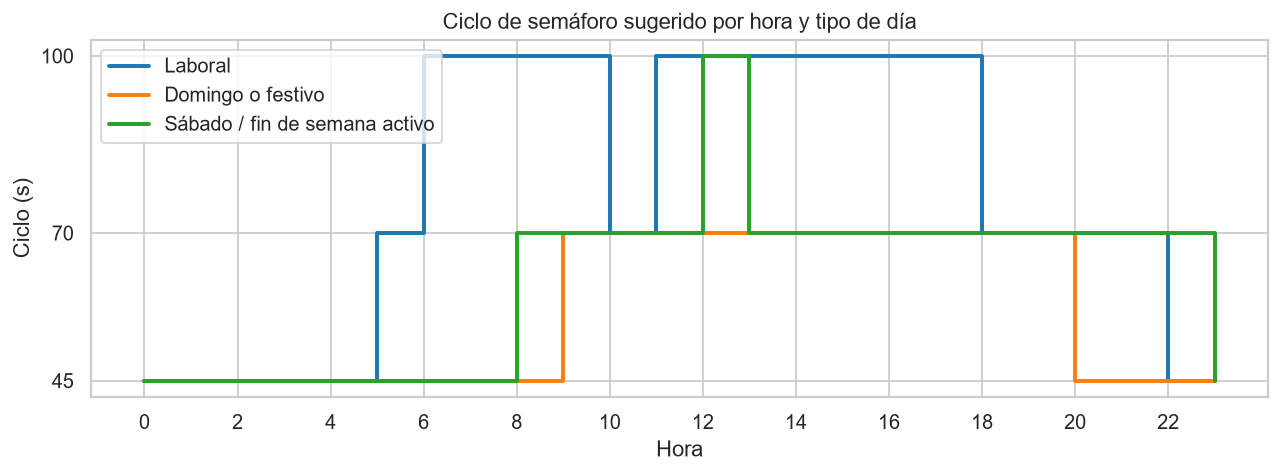 Ciclo de semáforo sugerido por hora y tipo de día
Laboral
Domingo o festivo
Sábado / fin de semana activo
Ciclo (s)
100
70
45
0 2 4 6 8 10 12 14 16 18 20 22
Hora